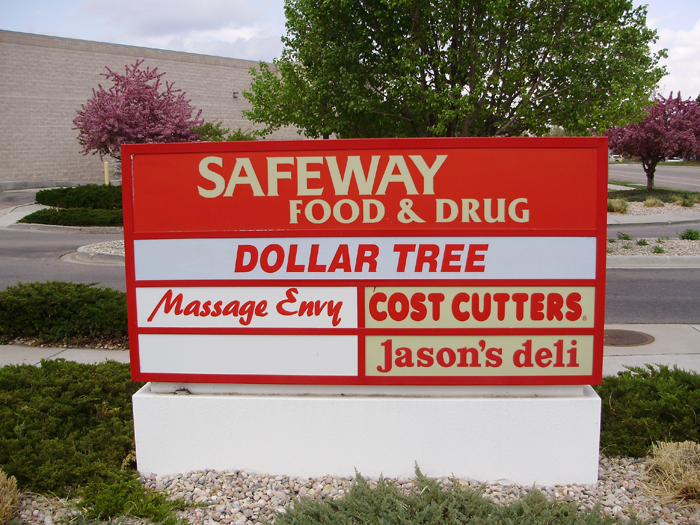 SAFEWAY
FOOD & DRUG
DOLLAR TREE
Massage Envy
COST CUTTERS®
Jason's deli